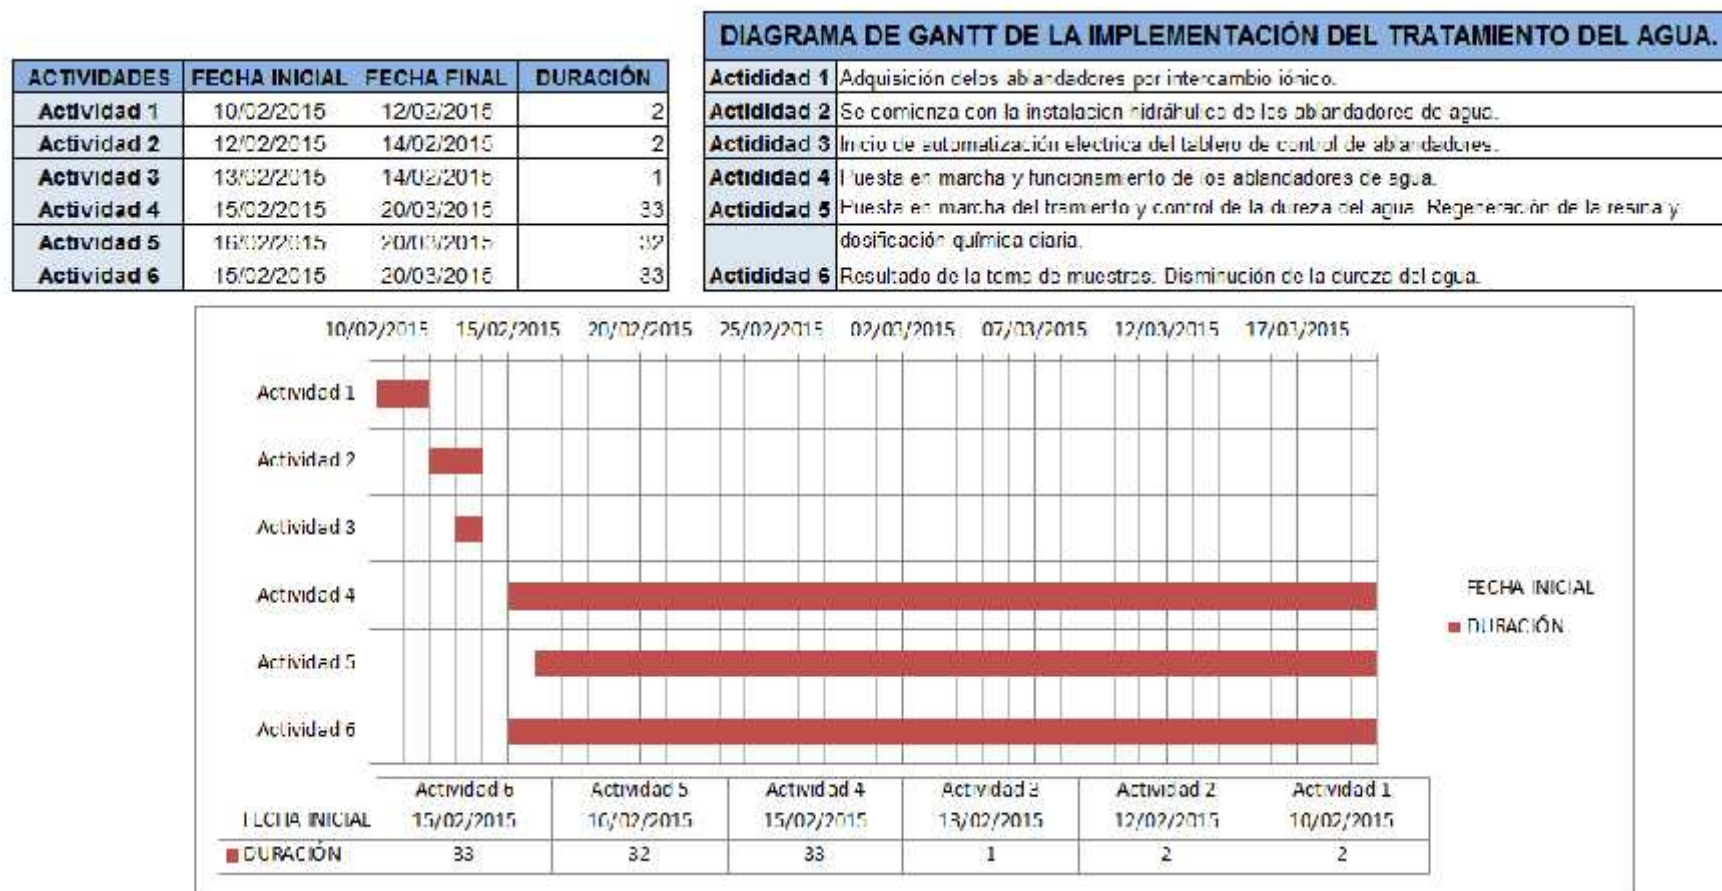 DIAGRAMA DE GANTT DE LA IMPLEMENTACIÓN DEL TRATAMIENTO DEL AGUA.
ACTIVIDADES FECHA INICIAL FECHA FINAL DURACIÓN
Actividad 1 10/02/2015 12/02/2015 2
Actividad 2 12/02/2015 14/02/2015 2
Actividad 3 13/02/2015 14/02/2015 1
Actividad 4 15/02/2015 20/03/2015 33
Actividad 5 16/02/2015 20/03/2015 32
Actividad 6 15/02/2015 20/03/2015 33
Actididad 1 Adquisición delos ablandadores por intercambio iónico.
Actididad 2 Se comienza con la instalacion hidráhulica de los ablandadores de agua.
Actididad 3 Inicio de automatización electrica del tablero de control de ablandadores.
Actididad 4 Puesta en marcha y funcionamiento de los ablandadores de agua.
Actididad 5 Puesta en marcha del tramiento y control de la dureza del agua. Regeneración de la resina y
dosificación química diaria.
Actididad 6 Resultado de la toma de muestras. Disminución de la dureza del agua.
10/02/2015 15/02/2015 20/02/2015 25/02/2015 02/03/2015 07/03/2015 12/03/2015 17/03/2015
Actividad 1
Actividad 2
Actividad 3
Actividad 4
Actividad 5
Actividad 6
FECHA INICIAL
DURACIÓN
Actividad 6 Actividad 5 Actividad 4 Actividad 3 Actividad 2 Actividad 1
FECHA INICIAL 15/02/2015 16/02/2015 15/02/2015 13/02/2015 12/02/2015 10/02/2015
DURACIÓN 33 32 33 1 2 2